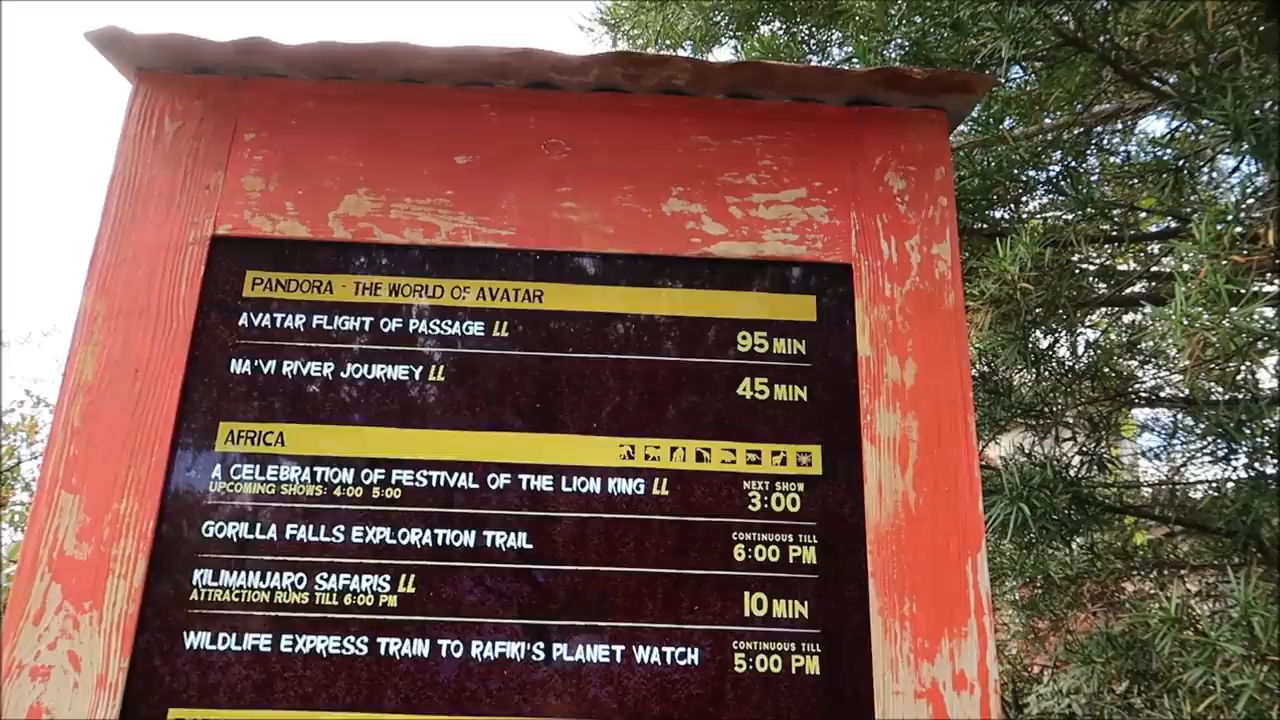 PANDORA - THE WORLD OF AVATAR
AVATAR FLIGHT OF PASSAGE LL 95 MIN
NA'VI RIVER JOURNEY LL 45 MIN
AFRICA
A CELEBRATION OF FESTIVAL OF THE LION KING LL NEXT SHOW
UPCOMING SHOWS: 4:00 5:00 3:00
GORILLA FALLS EXPLORATION TRAIL CONTINUOUS TILL
6:00 PM
KILIMANJARO SAFARIS LL 10 MIN
ATTRACTION RUNS TILL 6:00 PM
WILDLIFE EXPRESS TRAIN TO RAFIKI'S PLANET WATCH CONTINUOUS TILL
5:00 PM